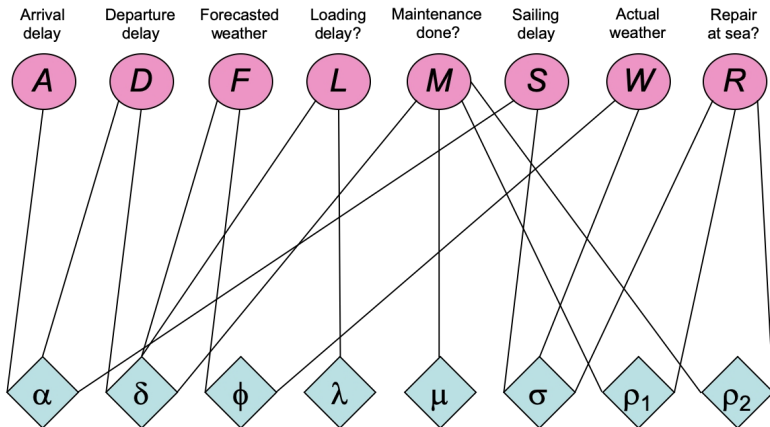 Arrival
delay
Departure
delay
Forecasted
weather
Loading
delay?
Maintenance
done?
Sailing
delay
Actual
weather
Repair
at sea?
A D F L M S W R
α δ ϕ λ μ σ ρ1 ρ2